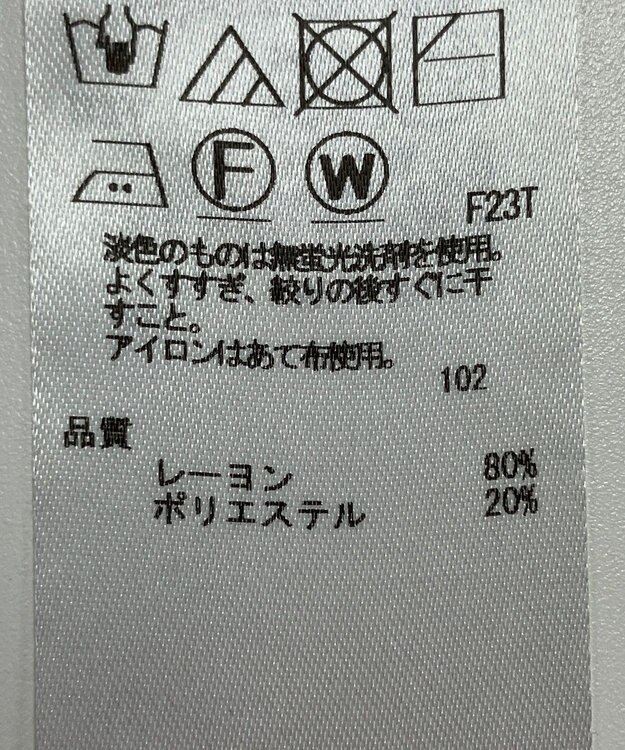 F
W
F23T
淡色のものは無蛍光洗剤を使用。
よくすすぎ、絞りの後すぐに干
すこと。
アイロンはあて布使用。
102
品質
レーヨン 80%
ポリエステル 20%